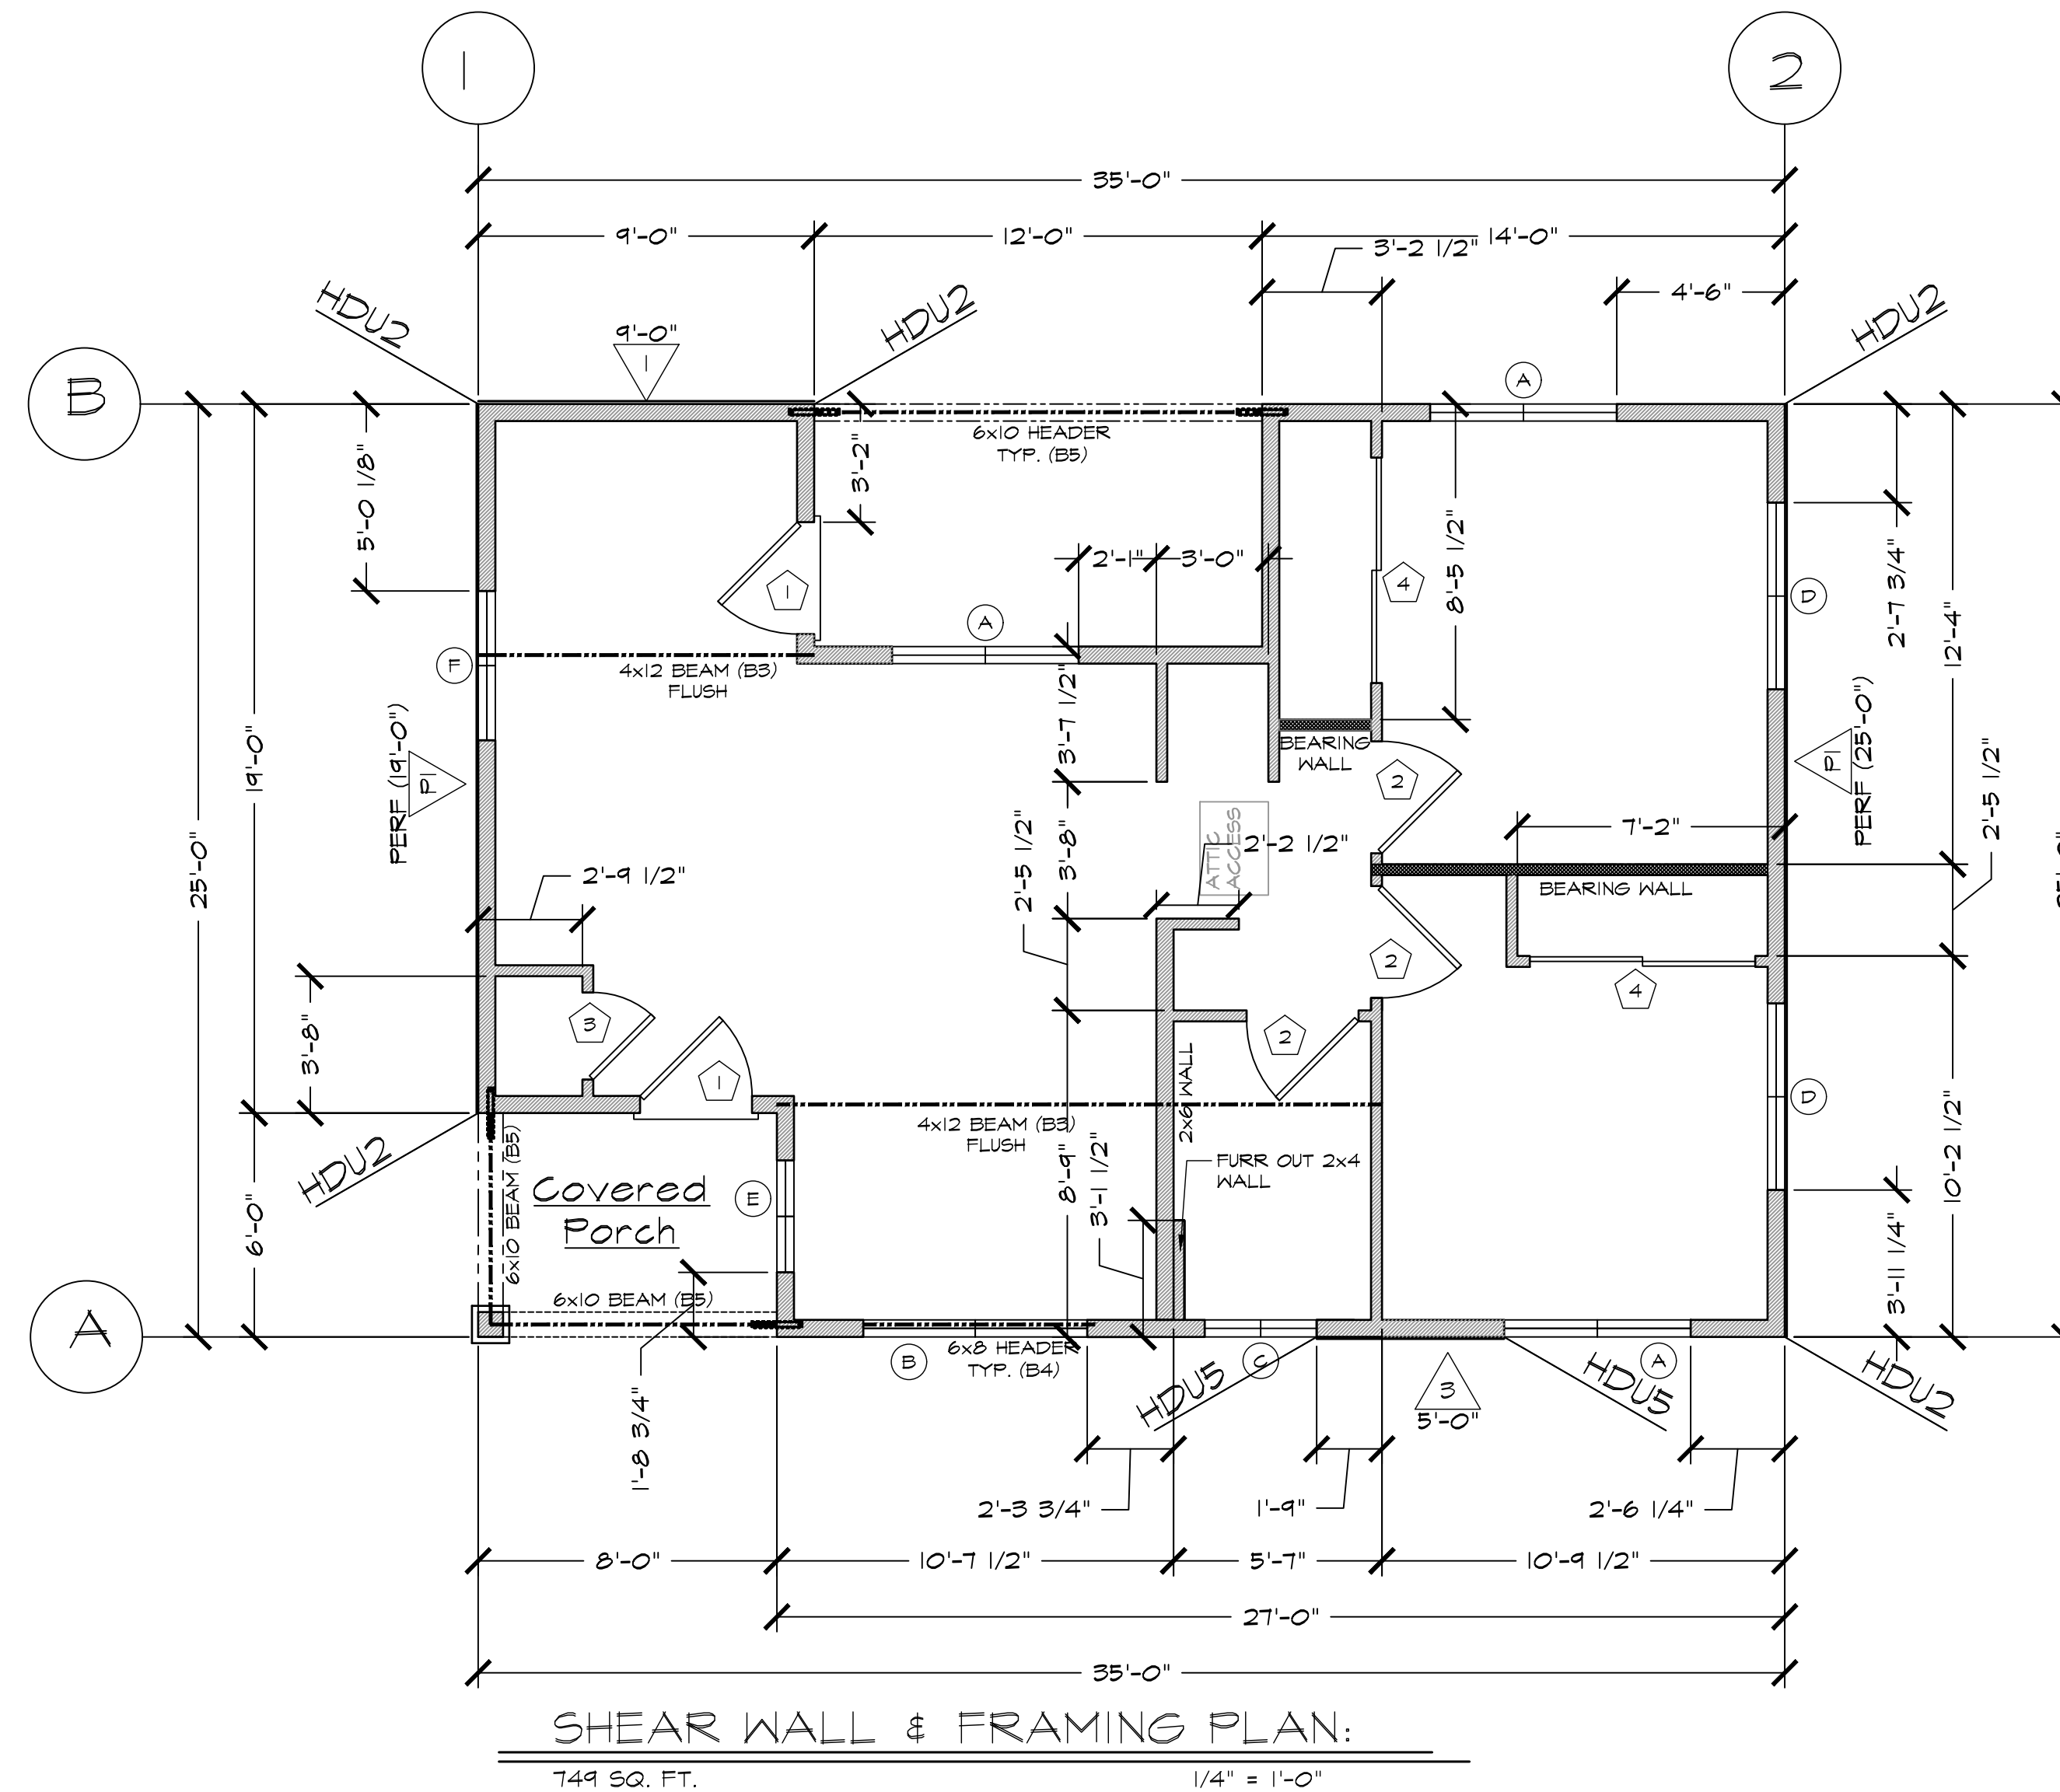 1
2
35'-0"
9'-0"
12'-0"
14'-0"
3'-2 1/2"
4'-6"
HDU2
9'-0"
1
HDU2
HDU2
A
B
6x10 HEADER
TYP. (B5)
3'-2"
5'-0 1/8"
2'-1"
3'-0"
8'-5 1/2"
2'-7 3/4"
12'-4"
1
4
D
A
F
4x12 BEAM (B3)
FLUSH
3'-7 1/2"
BEARING
WALL
2
PERF (19'-0")
P1
19'-0"
25'-0"
P1
PERF (25'-0")
2'-5 1/2"
7'-2"
ATTIC
ACCESS
2'-2 1/2"
3'-8"
2'-5 1/2"
2'-9 1/2"
BEARING WALL
2
4
3
2
1
3'-8"
D
2x6 WALL
4x12 BEAM (B3)
FLUSH
10'-2 1/2"
HDU2
6x10 BEAM (B5)
Covered
Porch
E
8'-9"
3'-1 1/2"
FURR OUT 2x4
WALL
6'-0"
3'-11 1/4"
6x10 BEAM (B5)
A
B
6x8 HEADER
TYP. (B4)
C
HDU5
3
5'-0"
HDU5
A
HDU2
1'-8 3/4"
2'-3 3/4"
1'-9"
2'-6 1/4"
8'-0"
10'-7 1/2"
5'-7"
10'-9 1/2"
27'-0"
35'-0"
SHEAR WALL & FRAMING PLAN:
749 SQ. FT.
1/4" = 1'-0"